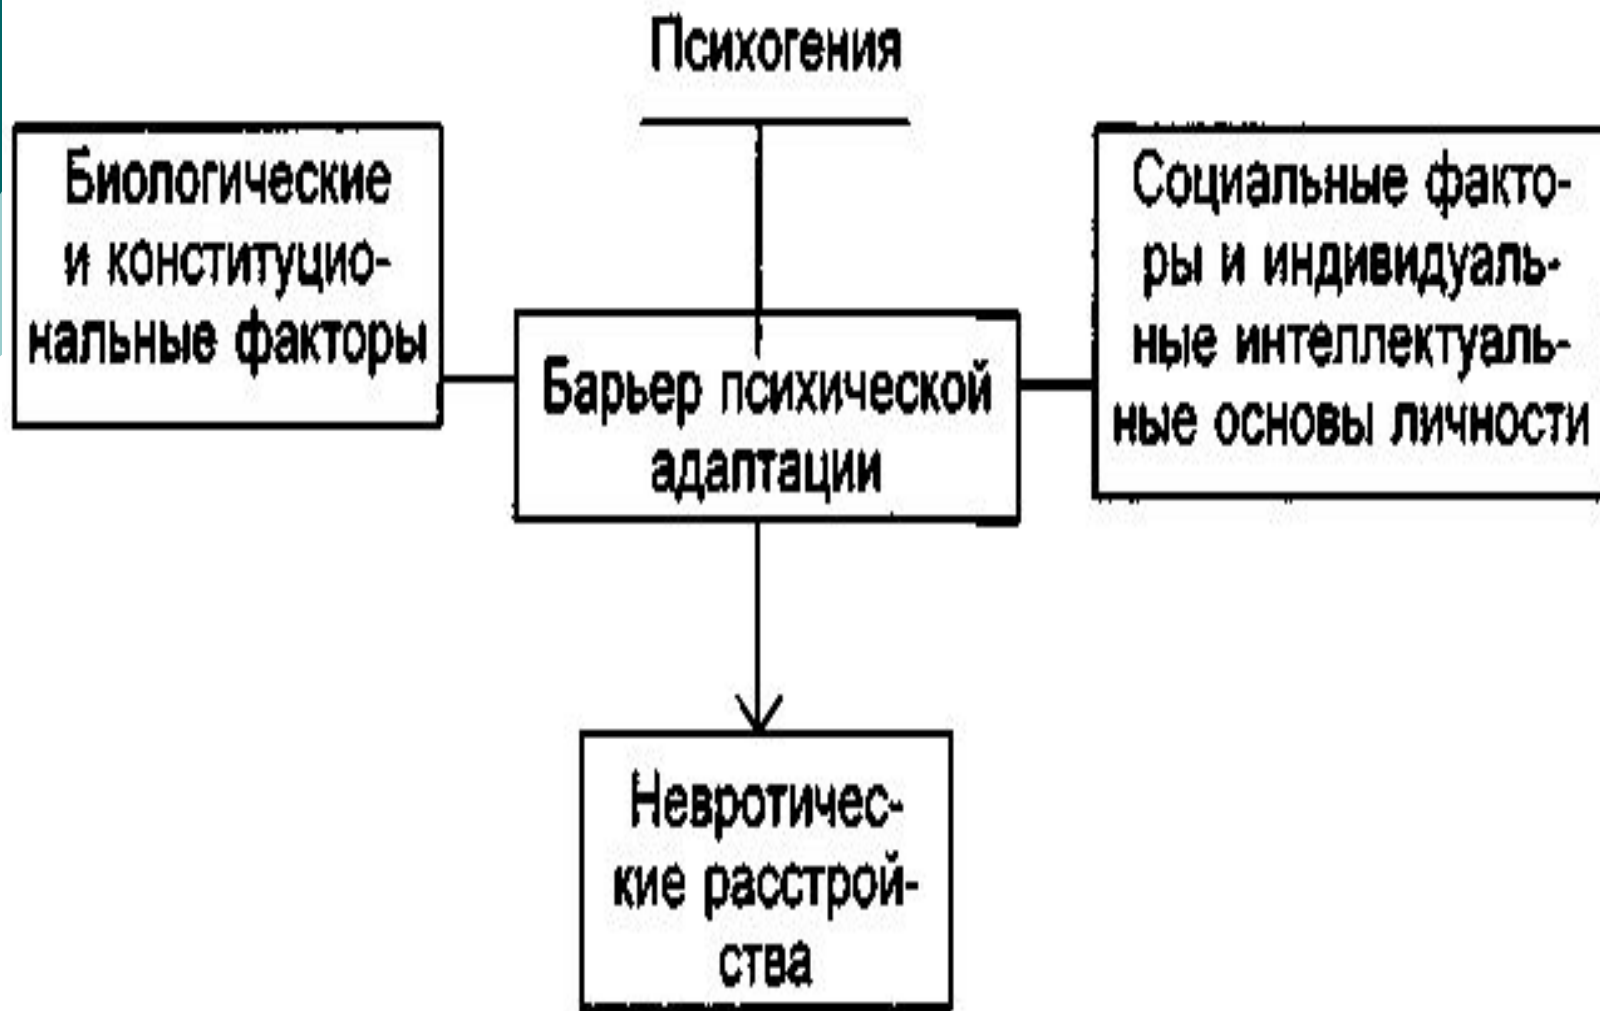 Психогения
Биологические
и конституцио-
нальные факторы
Социальные факто-
ры и индивидуаль-
ные интеллектуаль-
ные основы личности
Барьер психической
адаптации
Невротичес-
кие расстрой-
ства